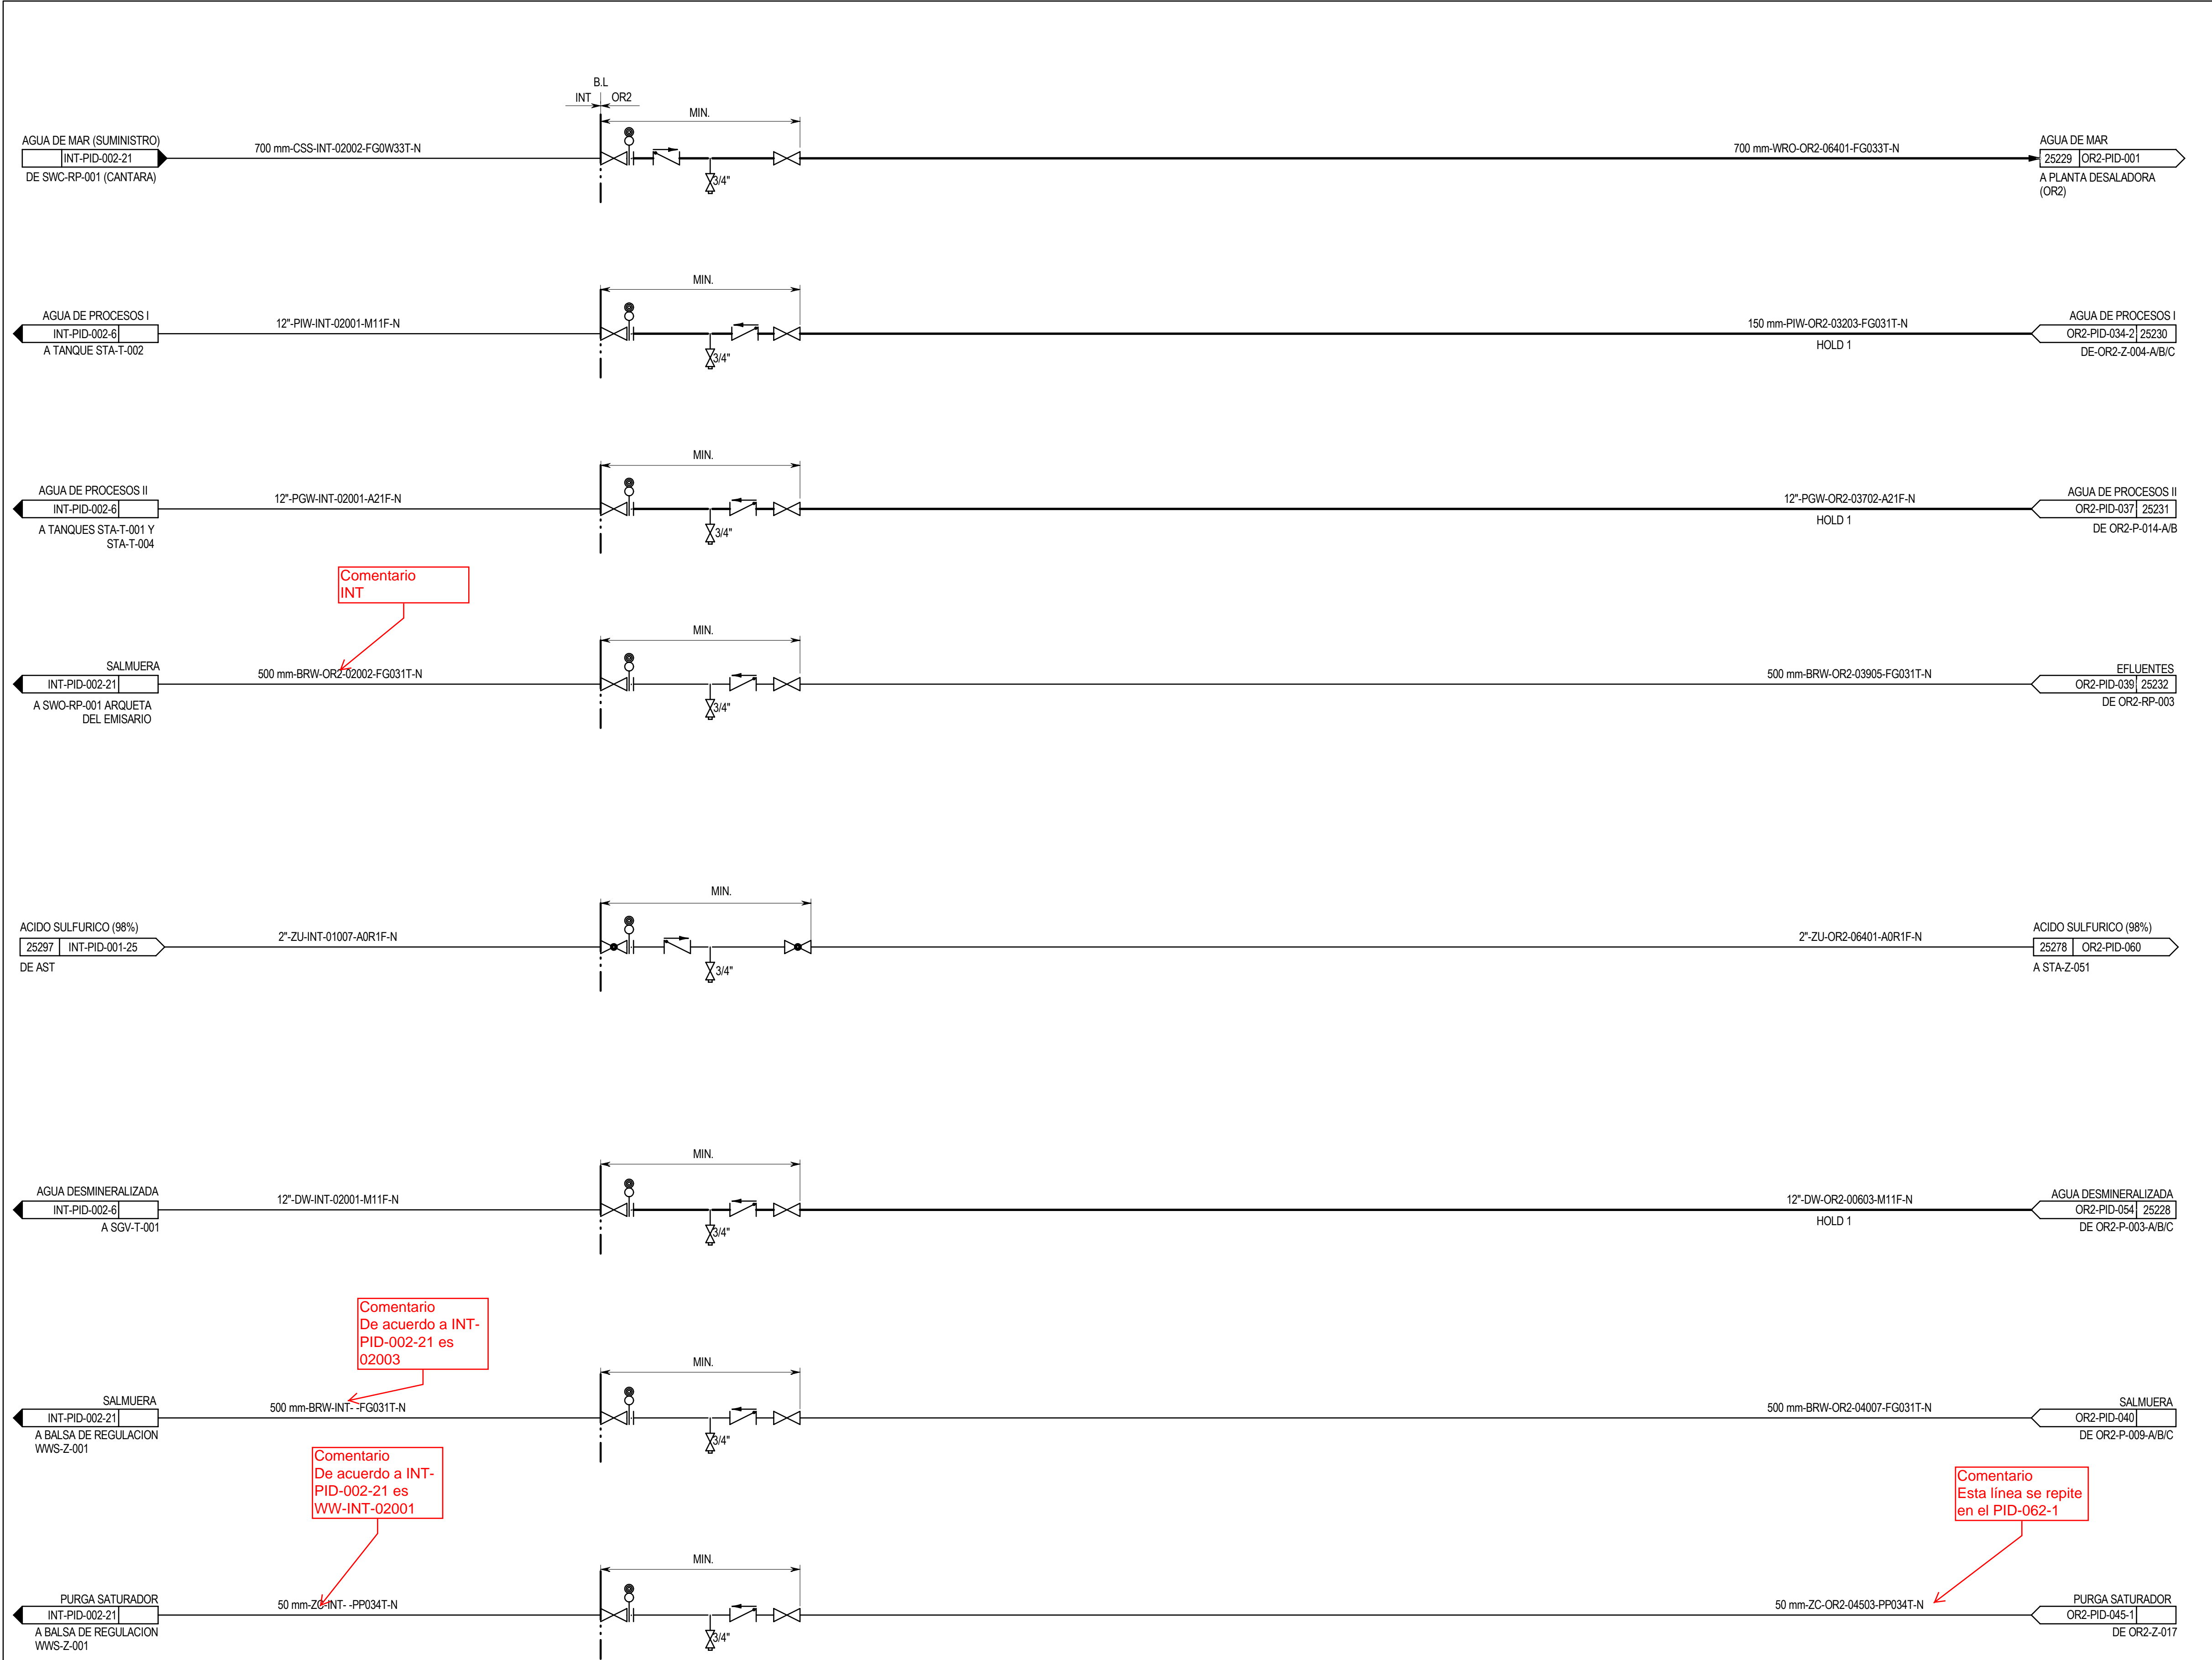 B.L
INT OR2
MIN.
AGUA DE MAR (SUMINISTRO)
INT-PID-002-21
DE SWC-RP-001 (CANTARA)
700 mm-CSS-INT-02002-FG0W33T-N
3/4"
700 mm-WRO-OR2-06401-FG033T-N
AGUA DE MAR
25229 OR2-PID-001
A PLANTA DESALADORA
(OR2)
MIN.
AGUA DE PROCESOS I
INT-PID-002-6
A TANQUE STA-T-002
12"-PIW-INT-02001-M11F-N
3/4"
150 mm-PIW-OR2-03203-FG031T-N
HOLD 1
AGUA DE PROCESOS I
OR2-PID-034-2 25230
DE-OR2-Z-004-A/B/C
MIN.
AGUA DE PROCESOS II
INT-PID-002-6
A TANQUES STA-T-001 Y
STA-T-004
12"-PGW-INT-02001-A21F-N
3/4"
12"-PGW-OR2-03702-A21F-N
HOLD 1
AGUA DE PROCESOS II
OR2-PID-037 25231
DE OR2-P-014-A/B
Comentario
INT
MIN.
SALMUERA
INT-PID-002-21
A SWO-RP-001 ARQUETA
DEL EMISARIO
500 mm-BRW-OR2-02002-FG031T-N
3/4"
500 mm-BRW-OR2-03905-FG031T-N
EFLUENTES
OR2-PID-039 25232
DE OR2-RP-003
MIN.
ACIDO SULFURICO (98%)
25297 INT-PID-001-25
DE AST
2"-ZU-INT-01007-A0R1F-N
3/4"
2"-ZU-OR2-06401-A0R1F-N
ACIDO SULFURICO (98%)
25278 OR2-PID-060
A STA-Z-051
MIN.
AGUA DESMINERALIZADA
INT-PID-002-6
A SGV-T-001
12"-DW-INT-02001-M11F-N
3/4"
12"-DW-OR2-00603-M11F-N
HOLD 1
AGUA DESMINERALIZADA
OR2-PID-054 25228
DE OR2-P-003-A/B/C
Comentario
De acuerdo a INT-
PID-002-21 es
02003
MIN.
SALMUERA
INT-PID-002-21
A BALSA DE REGULACION
WWS-Z-001
500 mm-BRW-INT- -FG031T-N
3/4"
500 mm-BRW-OR2-04007-FG031T-N
SALMUERA
OR2-PID-040
DE OR2-P-009-A/B/C
Comentario
De acuerdo a INT-
PID-002-21 es
WW-INT-02001
Comentario
Esta línea se repite
en el PID-062-1
MIN.
PURGA SATURADOR
INT-PID-002-21
A BALSA DE REGULACION
WWS-Z-001
50 mm-ZC-INT- -PP034T-N
3/4"
50 mm-ZC-OR2-04503-PP034T-N
PURGA SATURADOR
OR2-PID-045-1
DE OR2-Z-017